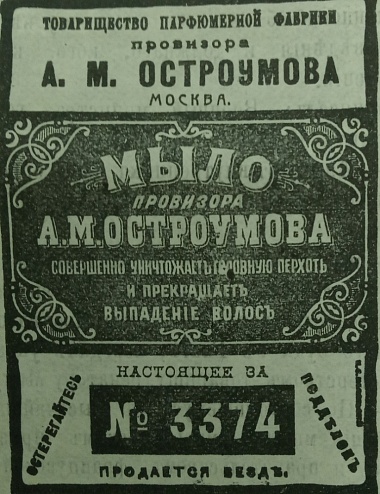 ТОВАРИЩЕСТВО ПАРФЮМЕРНОЙ ФАБРИКИ
провизора
А. М. ОСТРОУМОВА
МОСКВА.
МЫЛО
ПРОВИЗОРА
А.М.ОСТРОУМОВА
СОВЕРШЕННО УНИЧТОЖАЕТЪ ГОЛОВНУЮ ПЕРХОТЬ
И ПРЕКРАЩАЕТЪ
ВЫПАДЕНІЕ ВОЛОСЪ
НАСТОЯЩЕЕ ЗА
ОСТЕРЕГАЙТЕСЬ
№ 3374
ПОДДѢЛОКЪ
ПРОДАЕТСЯ ВЕЗДѢ.